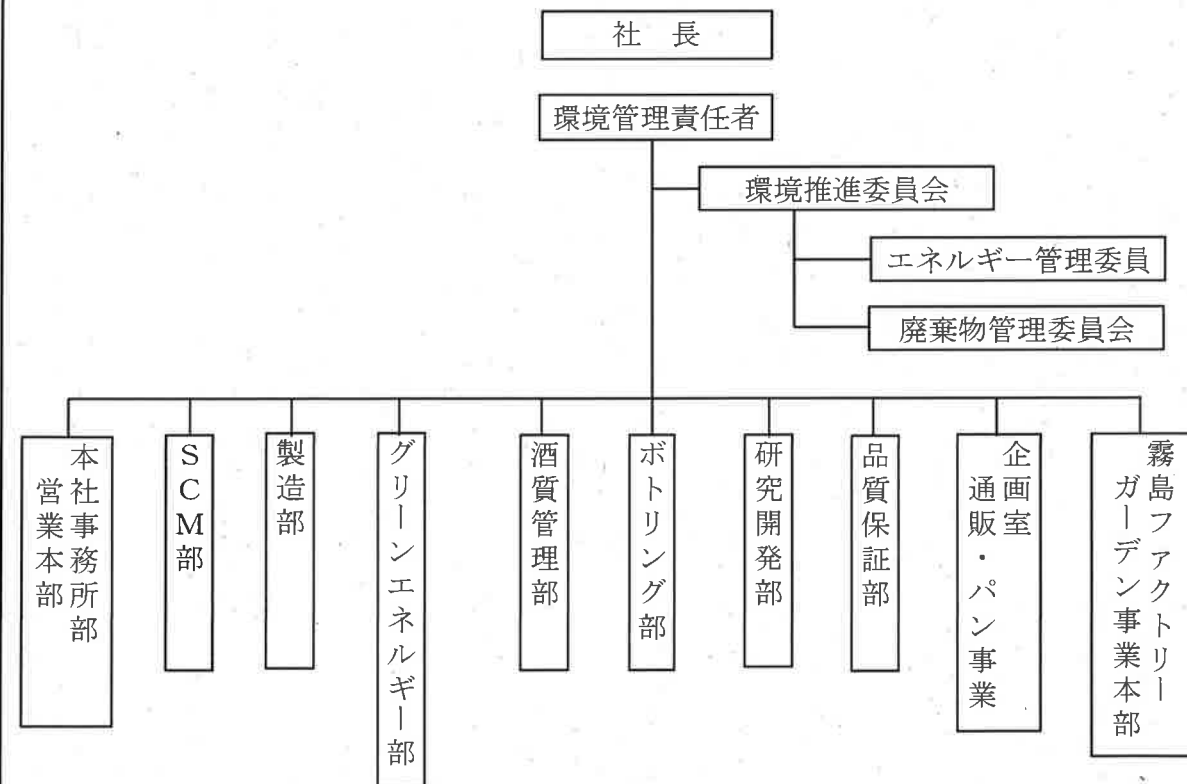 社 長
環境管理責任者
環境推進委員会
エネルギー管理委員
廃棄物管理委員会
本社事務所部
営業本部
SCM部
製造部
グリーンエネルギー部
酒質管理部
ボトリング部
研究開発部
品質保証部
企画室
通販・パン事業
霧島ファクトリー
ガーデン事業本部